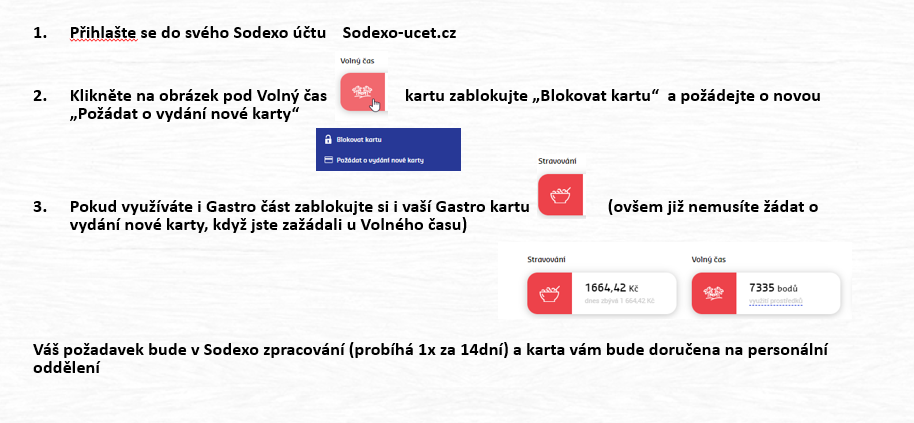 1. Přihlašte se do svého Sodexo účtu Sodexo-ucet.cz
Volný čas
2. Klikněte na obrázek pod Volný čas kartu zablokujte „Blokovat kartu“ a požádejte o novou
„Požádat o vydání nové karty“
Blokovat kartu
Požádat o vydání nové karty
Stravování
3. Pokud využíváte i Gastro část zablokujte si i vaší Gastro kartu (ovšem již nemusíte žádat o
vydání nové karty, když jste zažádali u Volného času)
Stravování Volný čas
1664,42 Kč 7335 bodů
dnes zbývá 1 664,42 Kč využití prostředků
Váš požadavek bude v Sodexo zpracování (probíhá 1x za 14dní) a karta vám bude doručena na personální
oddělení